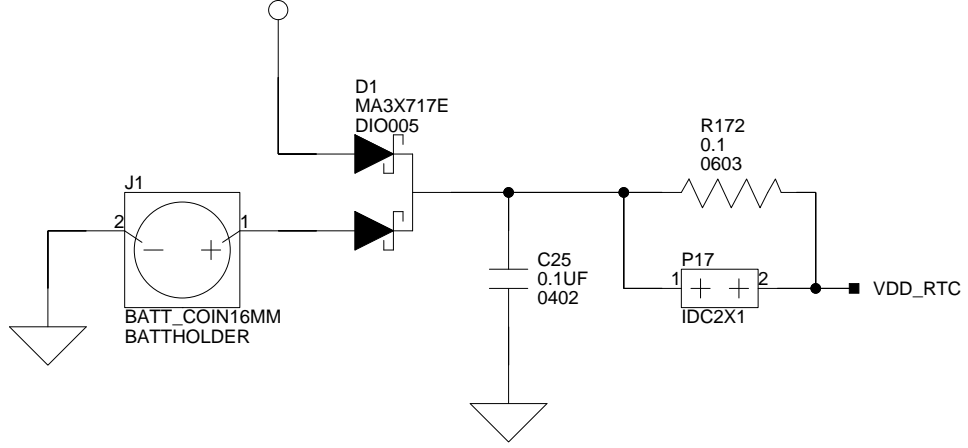 D1
MA3X717E
DIO005
R172
0.1
0603
J1
2
1
C25
0.1UF
0402
P17
1
2
VDD_RTC
IDC2X1
BATT_COIN16MM
BATTHOLDER